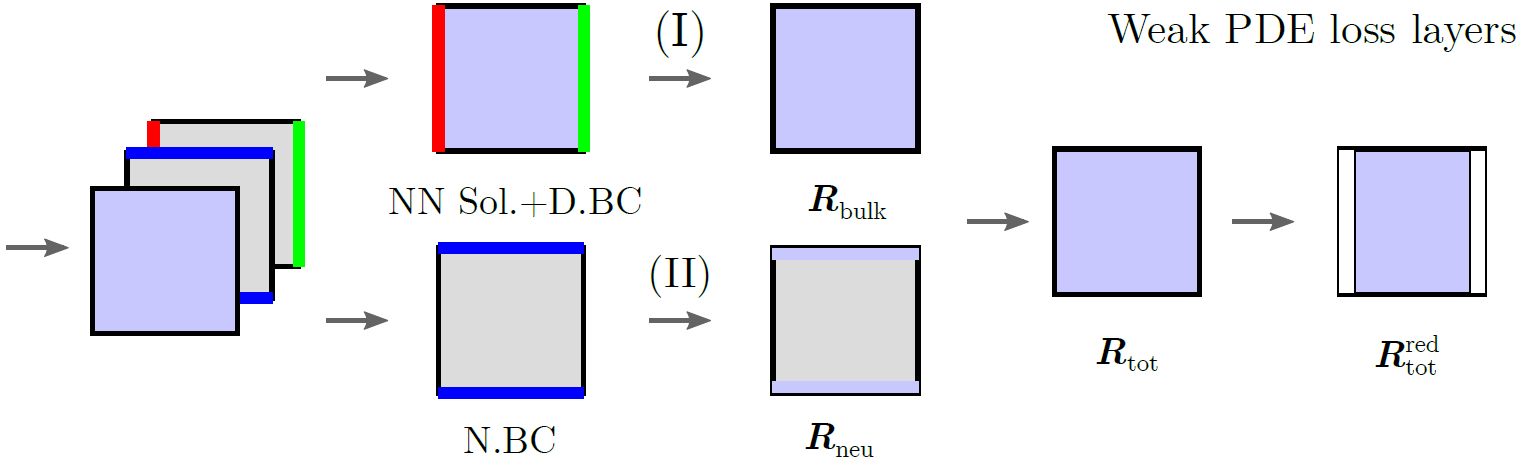 Weak PDE loss layers
(I)
NN Sol.+D.BC
R_bulk
(II)
N.BC
R_neu
R_tot
R_tot^red